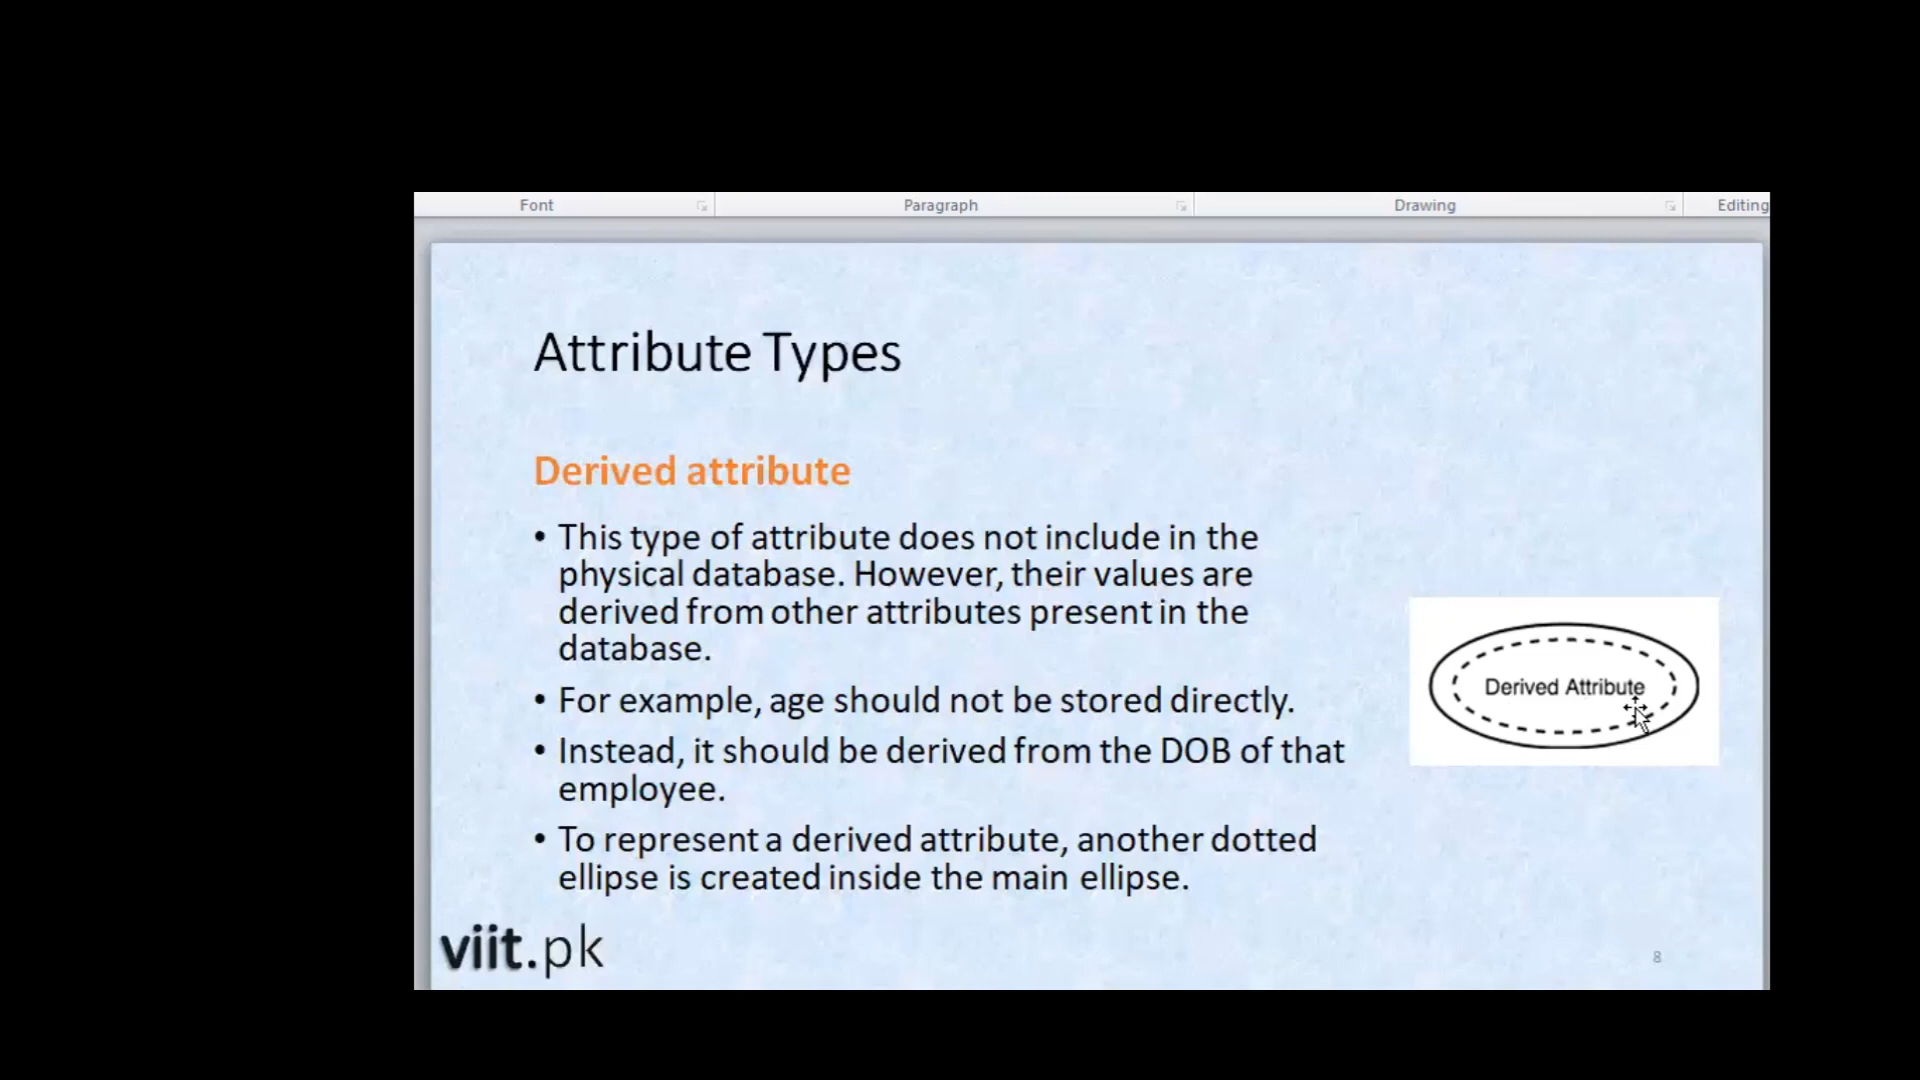 Font Paragraph Drawing Editing
Attribute Types
Derived attribute
• This type of attribute does not include in the
physical database. However, their values are
derived from other attributes present in the
database.
• For example, age should not be stored directly.
• Instead, it should be derived from the DOB of that
employee.
• To represent a derived attribute, another dotted
ellipse is created inside the main ellipse.
Derived Attribute
viit.pk
8